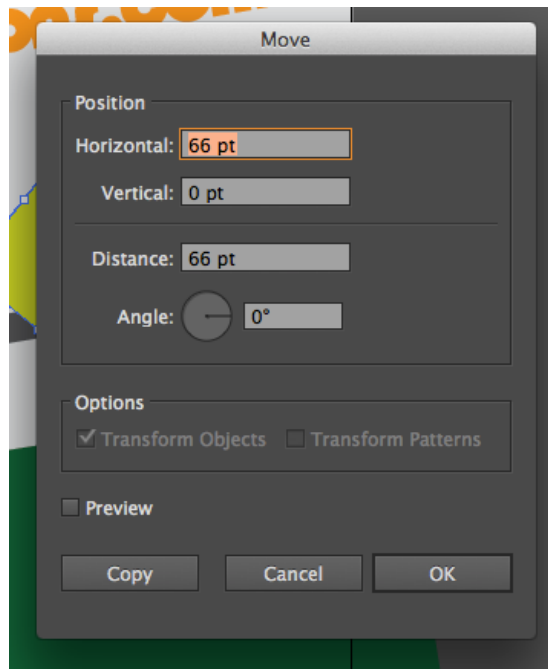 Move
Position
Horizontal: 66 pt
Vertical: 0 pt
Distance: 66 pt
Angle: 0°
Options
Transform Objects Transform Patterns
Preview
Copy Cancel OK